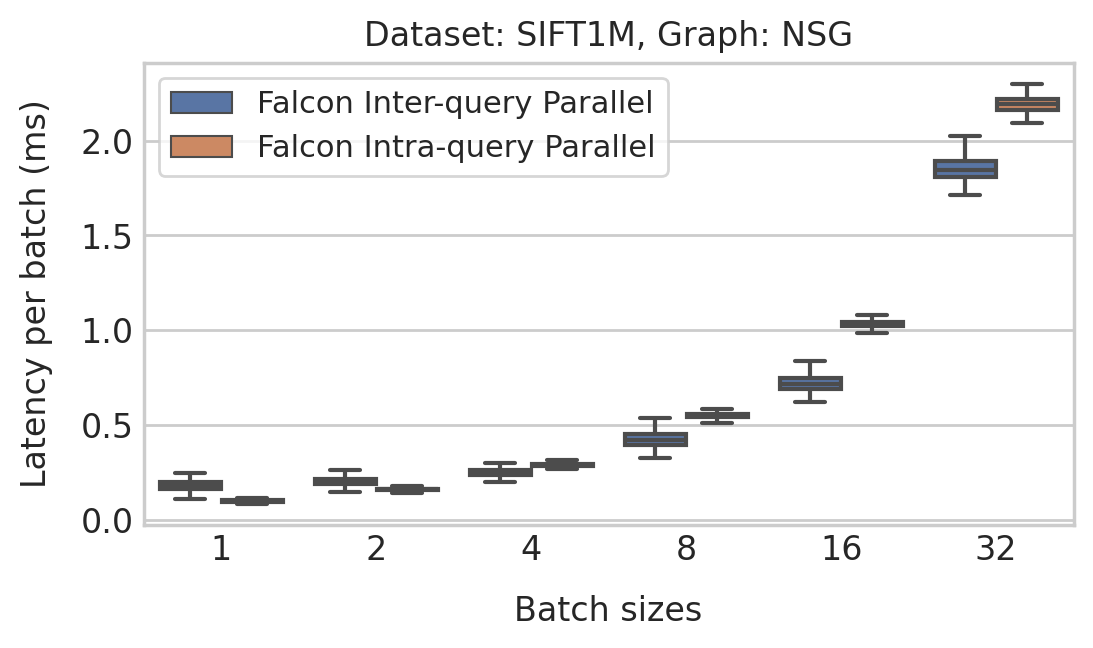 Dataset: SIFT1M, Graph: NSG
Falcon Inter-query Parallel
Falcon Intra-query Parallel
Latency per batch (ms)
2.0
1.5
1.0
0.5
0.0
1 2 4 8 16 32
Batch sizes